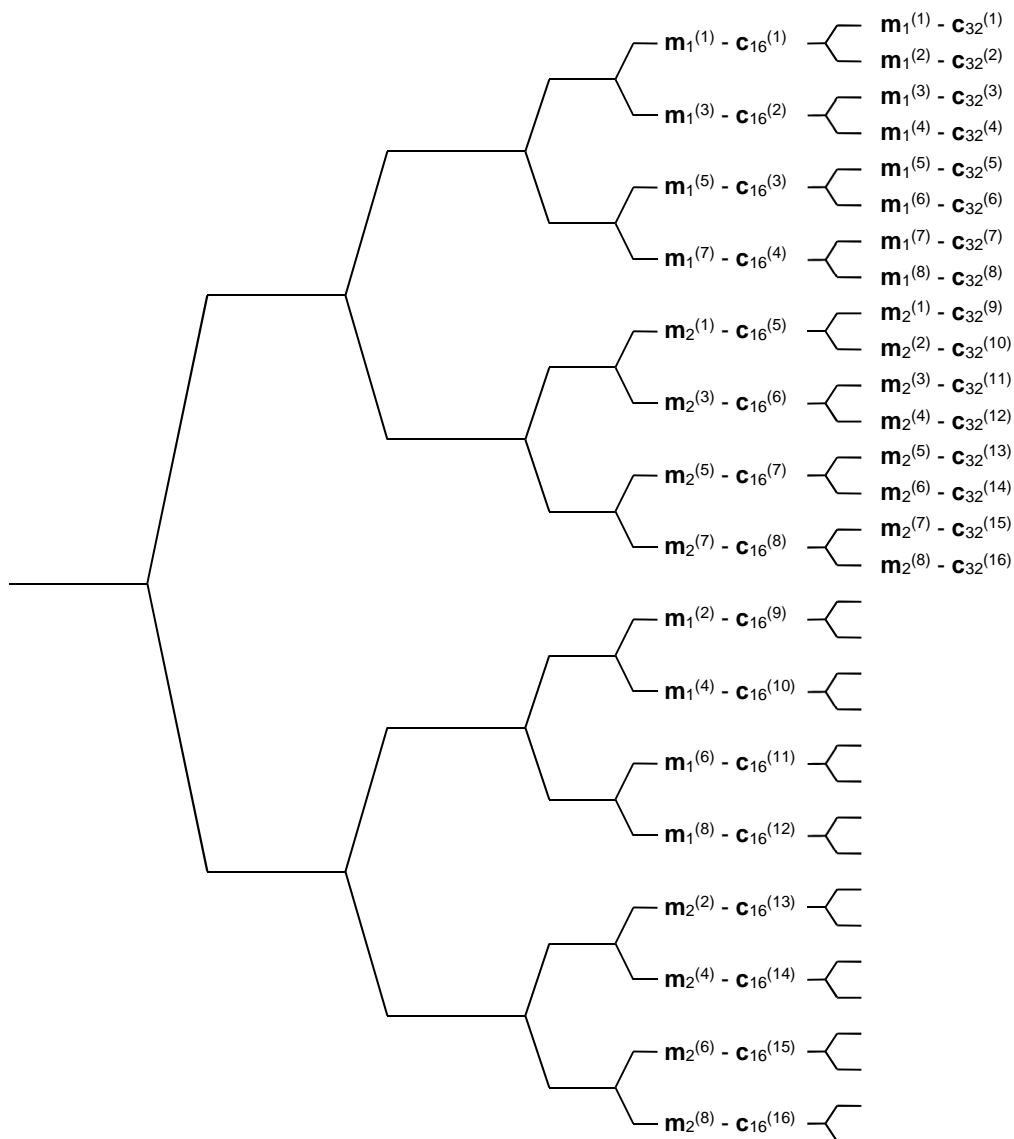 m₁⁽¹⁾ - c₁₆⁽¹⁾
m₁⁽³⁾ - c₁₆⁽²⁾
m₁⁽⁵⁾ - c₁₆⁽³⁾
m₁⁽⁷⁾ - c₁₆⁽⁴⁾
m₂⁽¹⁾ - c₁₆⁽⁵⁾
m₂⁽³⁾ - c₁₆⁽⁶⁾
m₂⁽⁵⁾ - c₁₆⁽⁷⁾
m₂⁽⁷⁾ - c₁₆⁽⁸⁾
m₁⁽²⁾ - c₁₆⁽⁹⁾
m₁⁽⁴⁾ - c₁₆⁽¹⁰⁾
m₁⁽⁶⁾ - c₁₆⁽¹¹⁾
m₁⁽⁸⁾ - c₁₆⁽¹²⁾
m₂⁽²⁾ - c₁₆⁽¹³⁾
m₂⁽⁴⁾ - c₁₆⁽¹⁴⁾
m₂⁽⁶⁾ - c₁₆⁽¹⁵⁾
m₂⁽⁸⁾ - c₁₆⁽¹⁶⁾
m₁⁽¹⁾ - c₃₂⁽¹⁾
m₁⁽²⁾ - c₃₂⁽²⁾
m₁⁽³⁾ - c₃₂⁽³⁾
m₁⁽⁴⁾ - c₃₂⁽⁴⁾
m₁⁽⁵⁾ - c₃₂⁽⁵⁾
m₁⁽⁶⁾ - c₃₂⁽⁶⁾
m₁⁽⁷⁾ - c₃₂⁽⁷⁾
m₁⁽⁸⁾ - c₃₂⁽⁸⁾
m₂⁽¹⁾ - c₃₂⁽⁹⁾
m₂⁽²⁾ - c₃₂⁽¹⁰⁾
m₂⁽³⁾ - c₃₂⁽¹¹⁾
m₂⁽⁴⁾ - c₃₂⁽¹²⁾
m₂⁽⁵⁾ - c₃₂⁽¹³⁾
m₂⁽⁶⁾ - c₃₂⁽¹⁴⁾
m₂⁽⁷⁾ - c₃₂⁽¹⁵⁾
m₂⁽⁸⁾ - c₃₂⁽¹⁶⁾